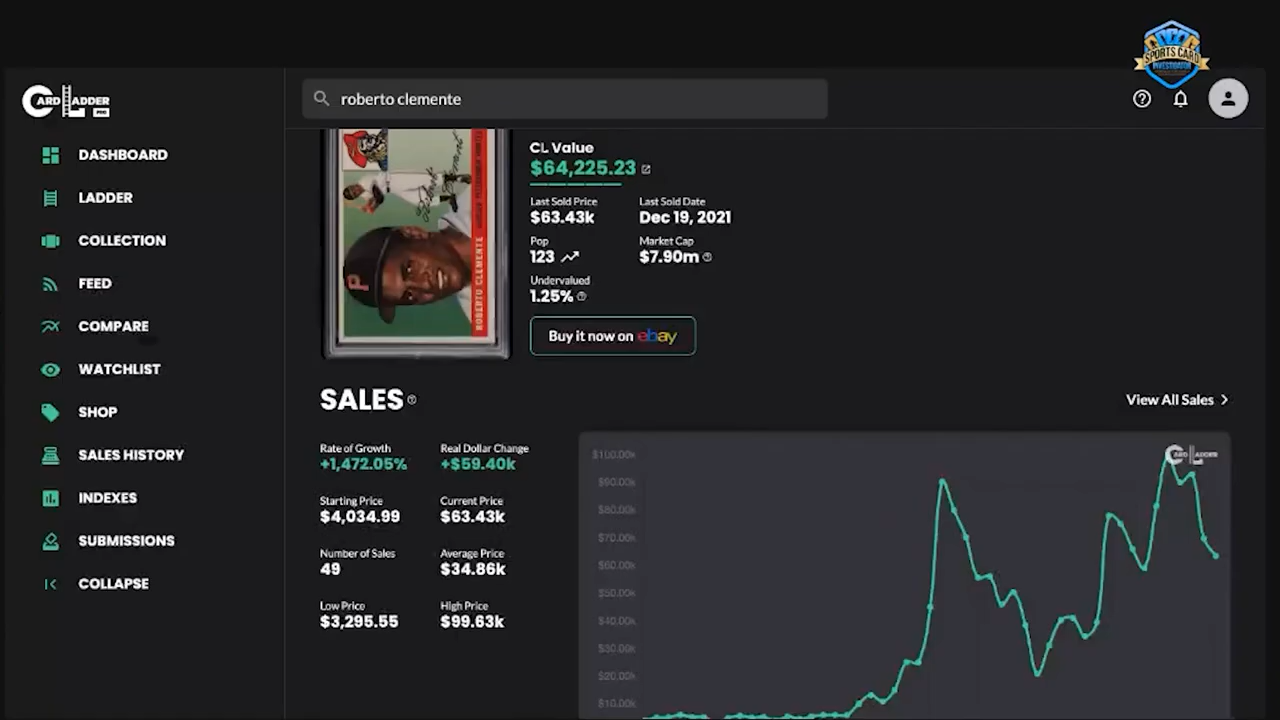 SPORTS CARD
INVESTIGATOR
CARD LADDER
PRO
roberto clemente
DASHBOARD
LADDER
COLLECTION
FEED
COMPARE
WATCHLIST
SHOP
SALES HISTORY
INDEXES
SUBMISSIONS
COLLAPSE
ROBERTO CLEMENTE
P
CL Value
$64,225.23
Last Sold Price
Last Sold Date
$63.43k
Dec 19, 2021
Pop
Market Cap
123
$7.90m
Undervalued
1.25%
Buy it now on ebay
SALES
View All Sales
Rate of Growth
Real Dollar Change
+1,472.05%
+$59.40k
Starting Price
Current Price
$4,034.99
$63.43k
Number of Sales
Average Price
49
$34.86k
Low Price
High Price
$3,295.55
$99.63k
CARD LADDER
$100.00k
$90.00k
$80.00k
$70.00k
$60.00k
$50.00k
$40.00k
$30.00k
$20.00k
$10.00k